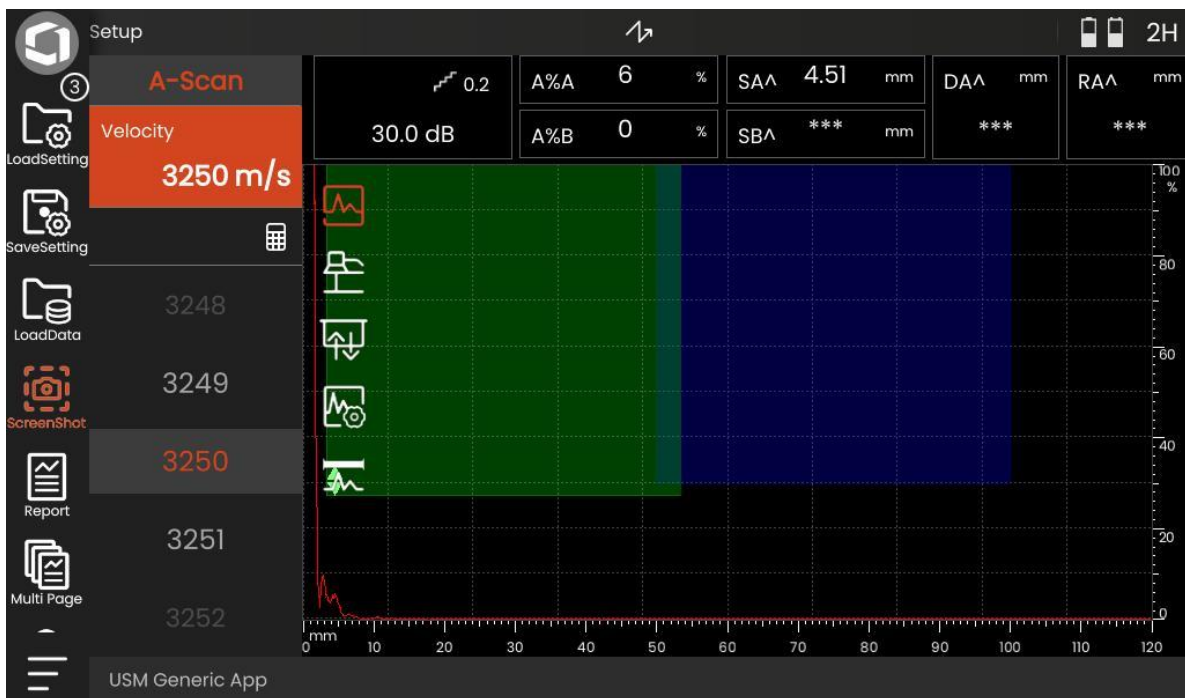 Setup
2H
3
A-Scan
0.2
30.0 dB
A%A 6 %
SA^ 4.51 mm
DA^ mm
***
RA^ mm
***
A%B 0 %
SB^ *** mm
Velocity
3250 m/s
LoadSetting
SaveSetting
LoadData
ScreenShot
Report
Multi Page
3248
3249
3250
3251
3252
100
%
80
60
40
20
0
mm
0 10 20 30 40 50 60 70 80 90 100 110 120
USM Generic App